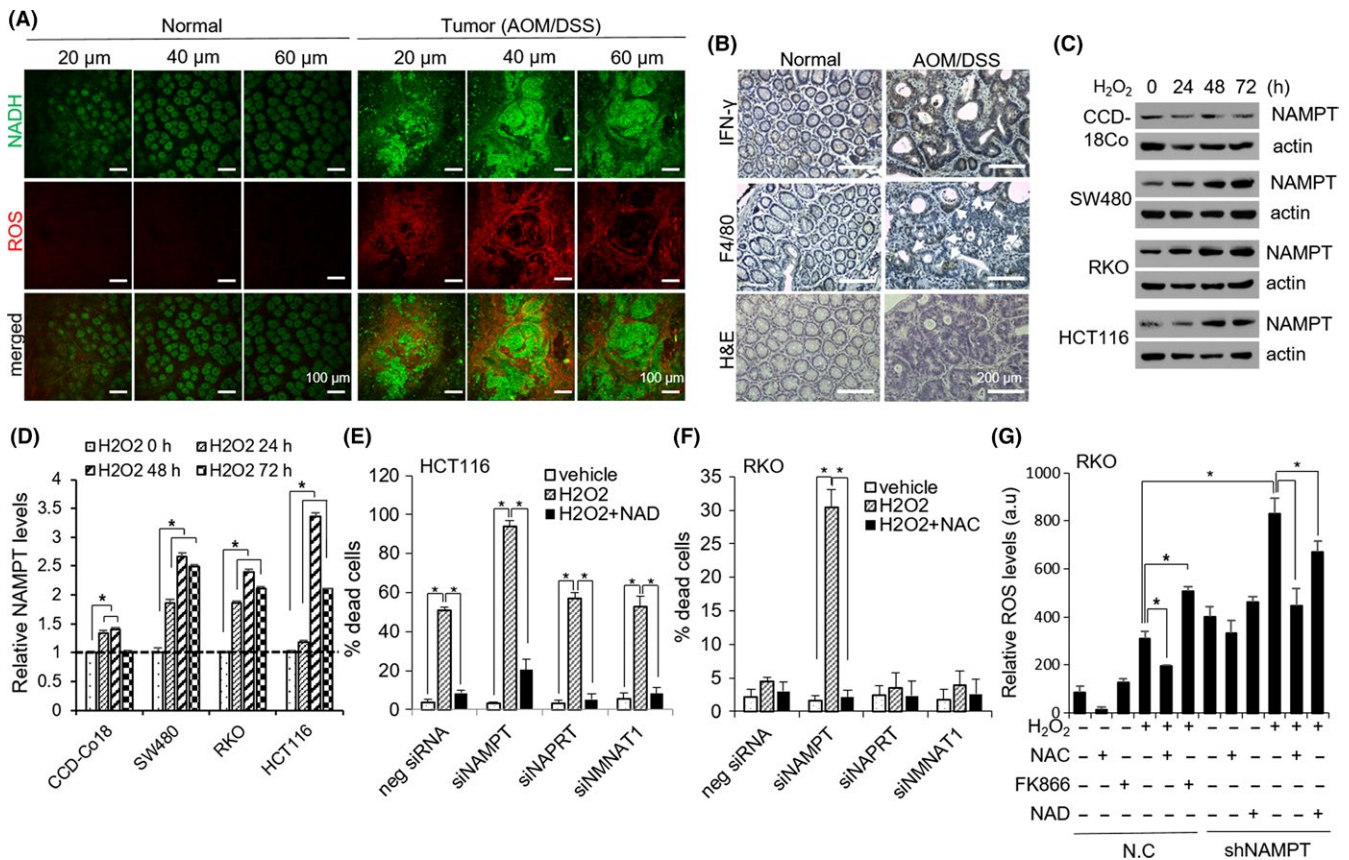 (A)
Normal
Tumor (AOM/DSS)
20 µm 40 µm 60 µm 20 µm 40 µm 60 µm
NADH
ROS
merged
100 µm
100 µm
(B)
Normal AOM/DSS
IFN-γ
F4/80
H&E
200 µm
(C)
H₂O₂ 0 24 48 72 (h)
CCD-18Co
NAMPT
actin
SW480
NAMPT
actin
RKO
NAMPT
actin
HCT116
NAMPT
actin
(D)
H2O2 0 h H2O2 24 h
H2O2 48 h H2O2 72 h
Relative NAMPT levels
4
3.5
3
2.5
2
1.5
1
0.5
0
* * * *
CCD-Co18 SW480 RKO HCT116
(E)
HCT116
vehicle
H2O2
H2O2+NAD
% dead cells
120
100
80
60
40
20
0
* * * * * * * *
neg siRNA siNAMPT siNAPRT siNMNAT1
(F)
RKO
vehicle
H2O2
H2O2+NAC
% dead cells
35
30
25
20
15
10
5
0
* *
neg siRNA siNAMPT siNAPRT siNMNAT1
(G)
RKO
Relative ROS levels (a.u)
1000
800
600
400
200
0
* * * *
H₂O₂ – – – + + + – – – + + +
NAC – + – – + – – + – – + –
FK866 – – + – – + – – – – – –
NAD – – – – – – – – + – – +
N.C shNAMPT